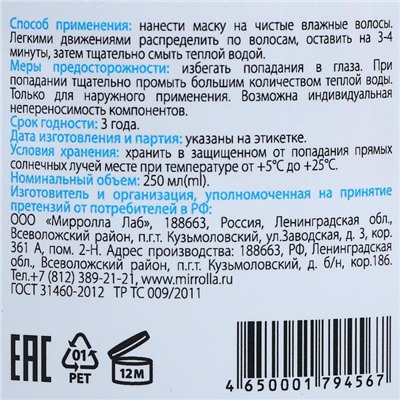 Способ применения: нанести маску на чистые влажные волосы.
Легкими движениями распределить по волосам, оставить на 3-4
минуты, затем тщательно смыть теплой водой.
Меры предосторожности: избегать попадания в глаза. При
попадании тщательно промыть большим количеством теплой воды.
Только для наружного применения. Возможна индивидуальная
непереносимость компонентов.
Срок годности: 3 года.
Дата изготовления и партия: указаны на этикетке.
Условия хранения: хранить в защищенном от попадания прямых
солнечных лучей месте при температуре от +5°С до +25°С.
Номинальный объем: 250 мл(ml).
Изготовитель и организация, уполномоченная на принятие
претензий от потребителей в РФ:
ООО «Мирролла Лаб», 188663, Россия, Ленинградская обл.,
Всеволожский район, п.г.т. Кузьмоловский, ул.Заводская, д. 3, кор.
361 А, пом. 2-Н. Адрес производства: 188663, РФ, Ленинградская
обл., Всеволожский район, п.г.т. Кузьмоловский, д. б/н, кор.186.
Тел.+7 (812) 389-21-21, www.mirrolla.ru
ГОСТ 31460-2012 ТР ТС 009/2011
EAC
01
PET
12M
4 650001 794567